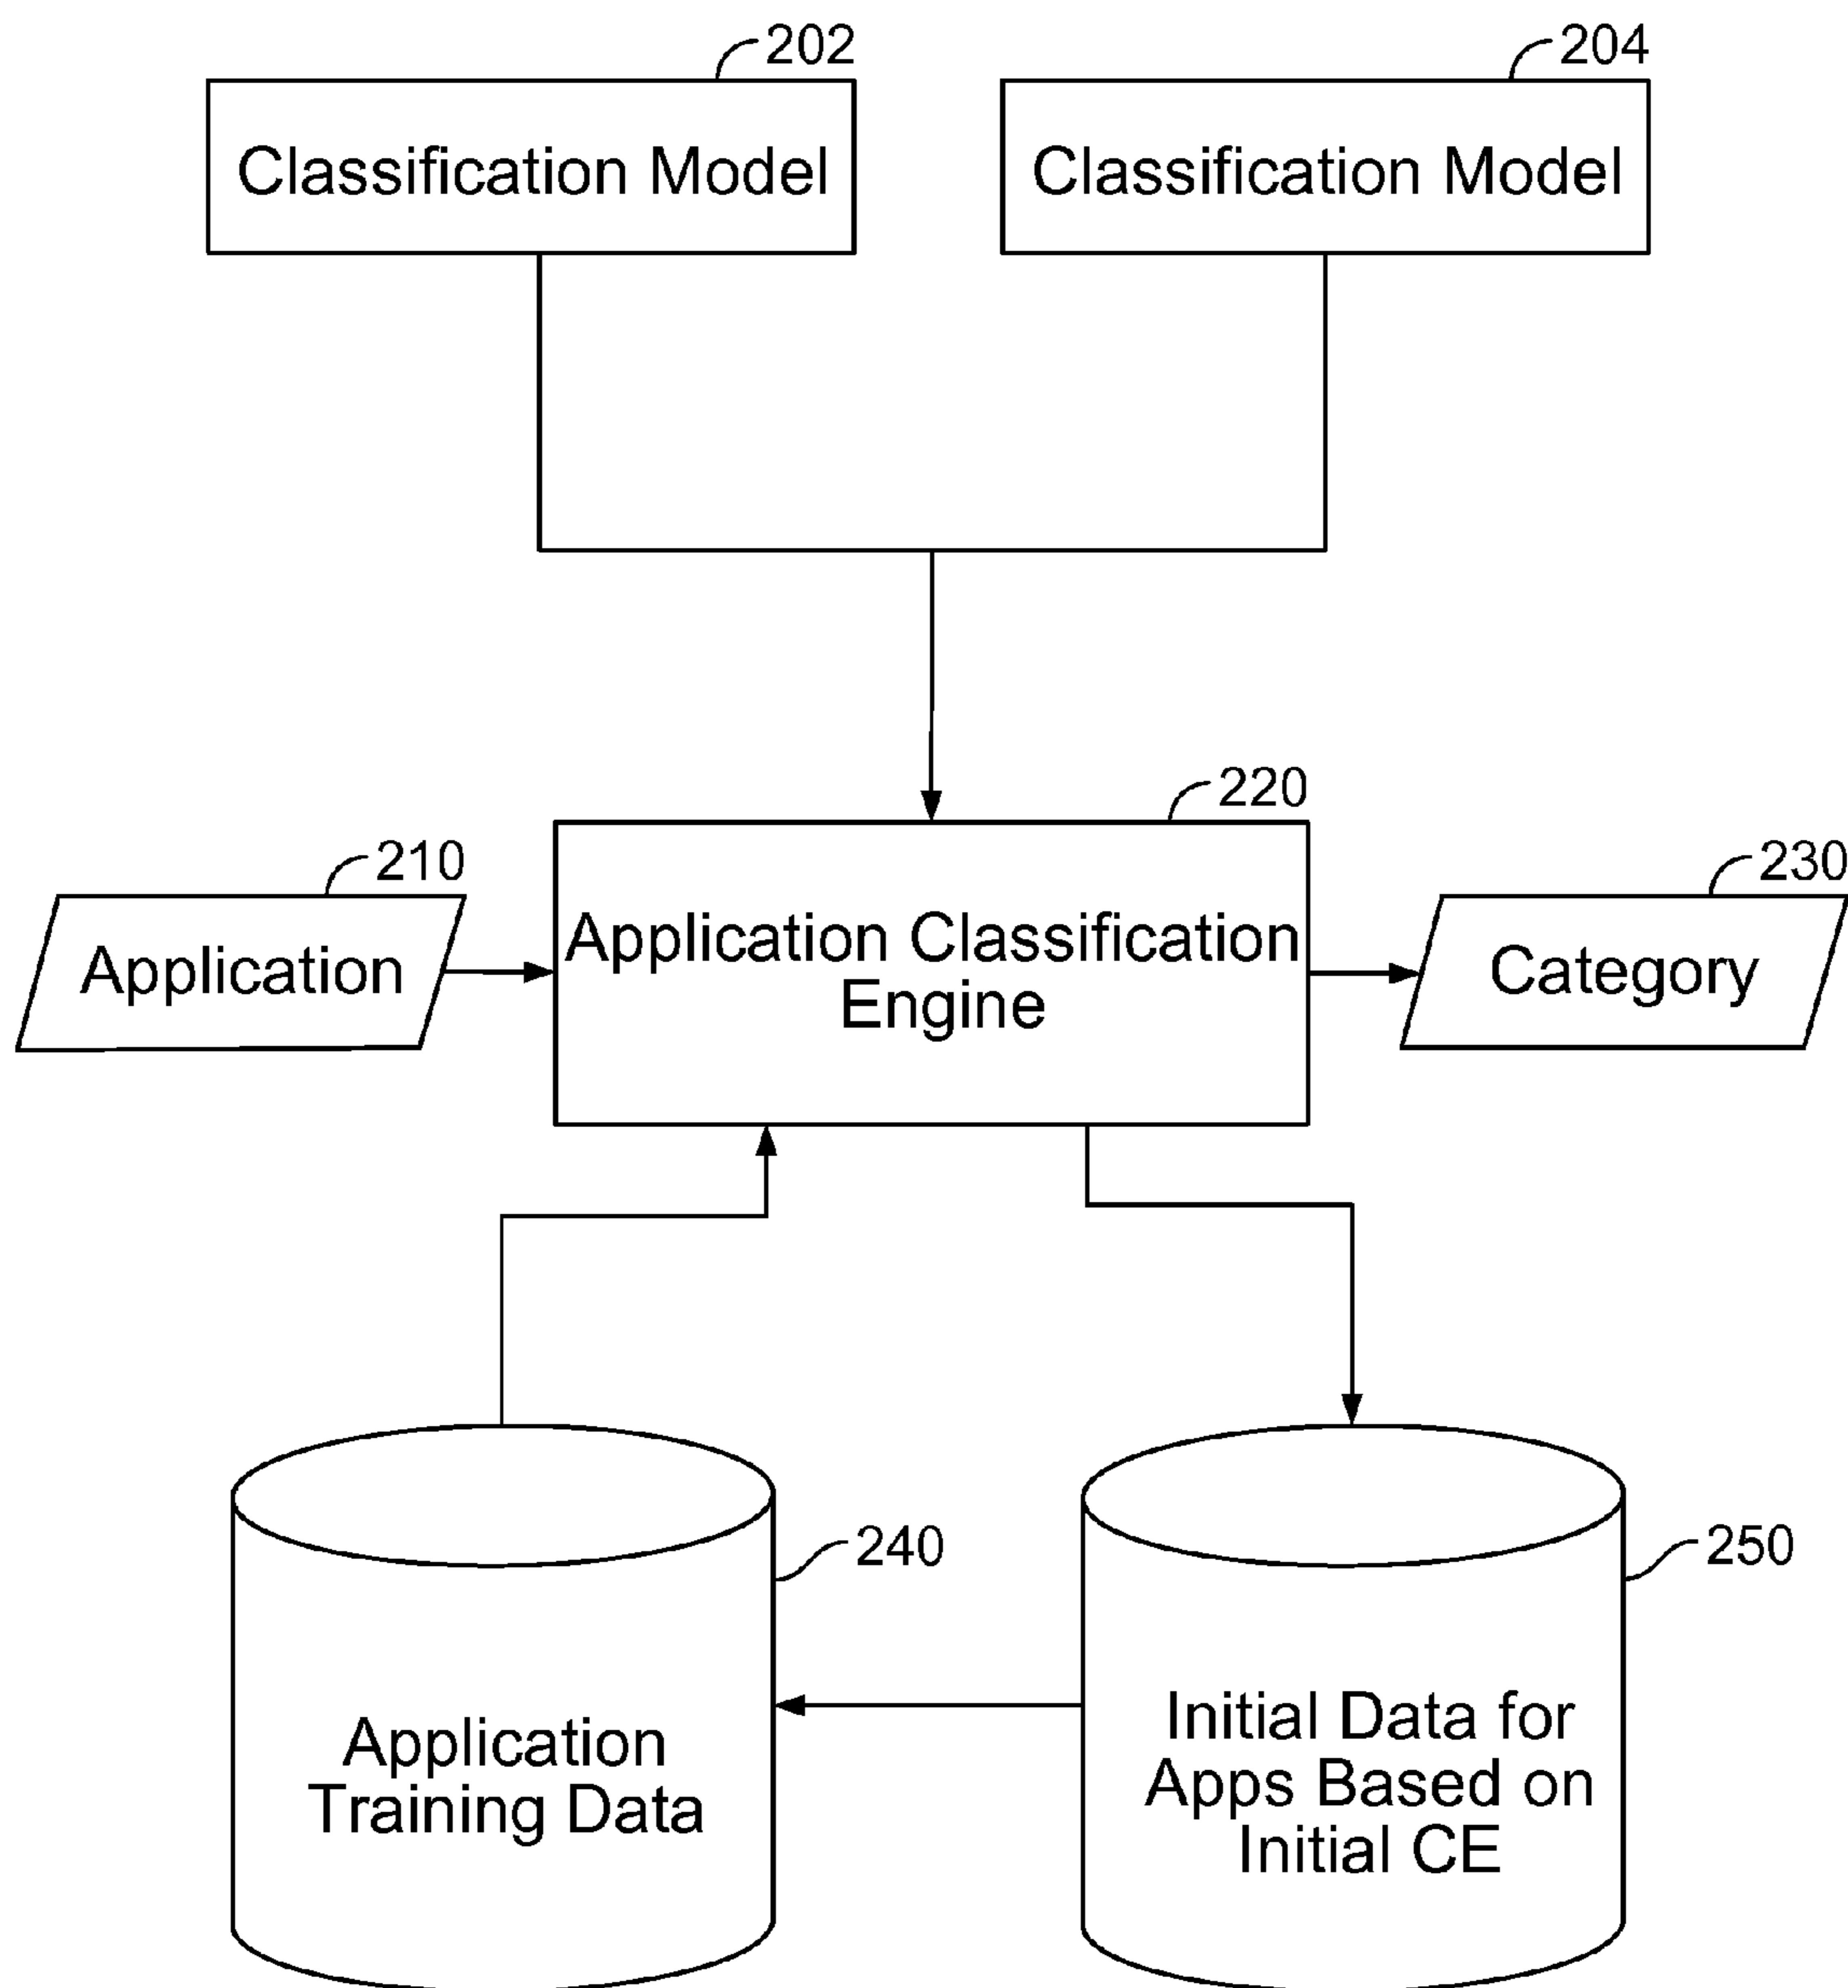 202
204
Classification Model
Classification Model
220
210
230
Application Classification
Engine
Application
Category
240
250
Application
Training Data
Initial Data for
Apps Based on
Initial CE